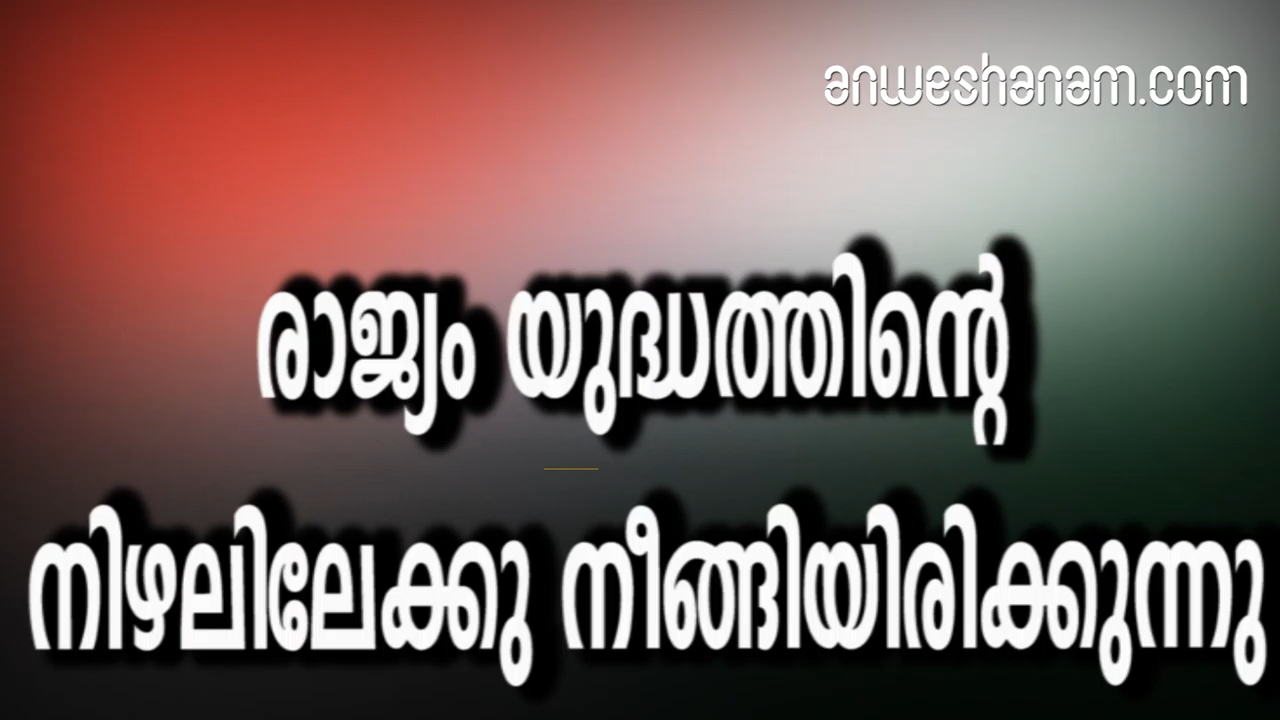 anweshanam.com
രാജ്യം യുദ്ധത്തിന്റെ
നിഴലിലേക്കു നീങ്ങിയിരിക്കുന്നു